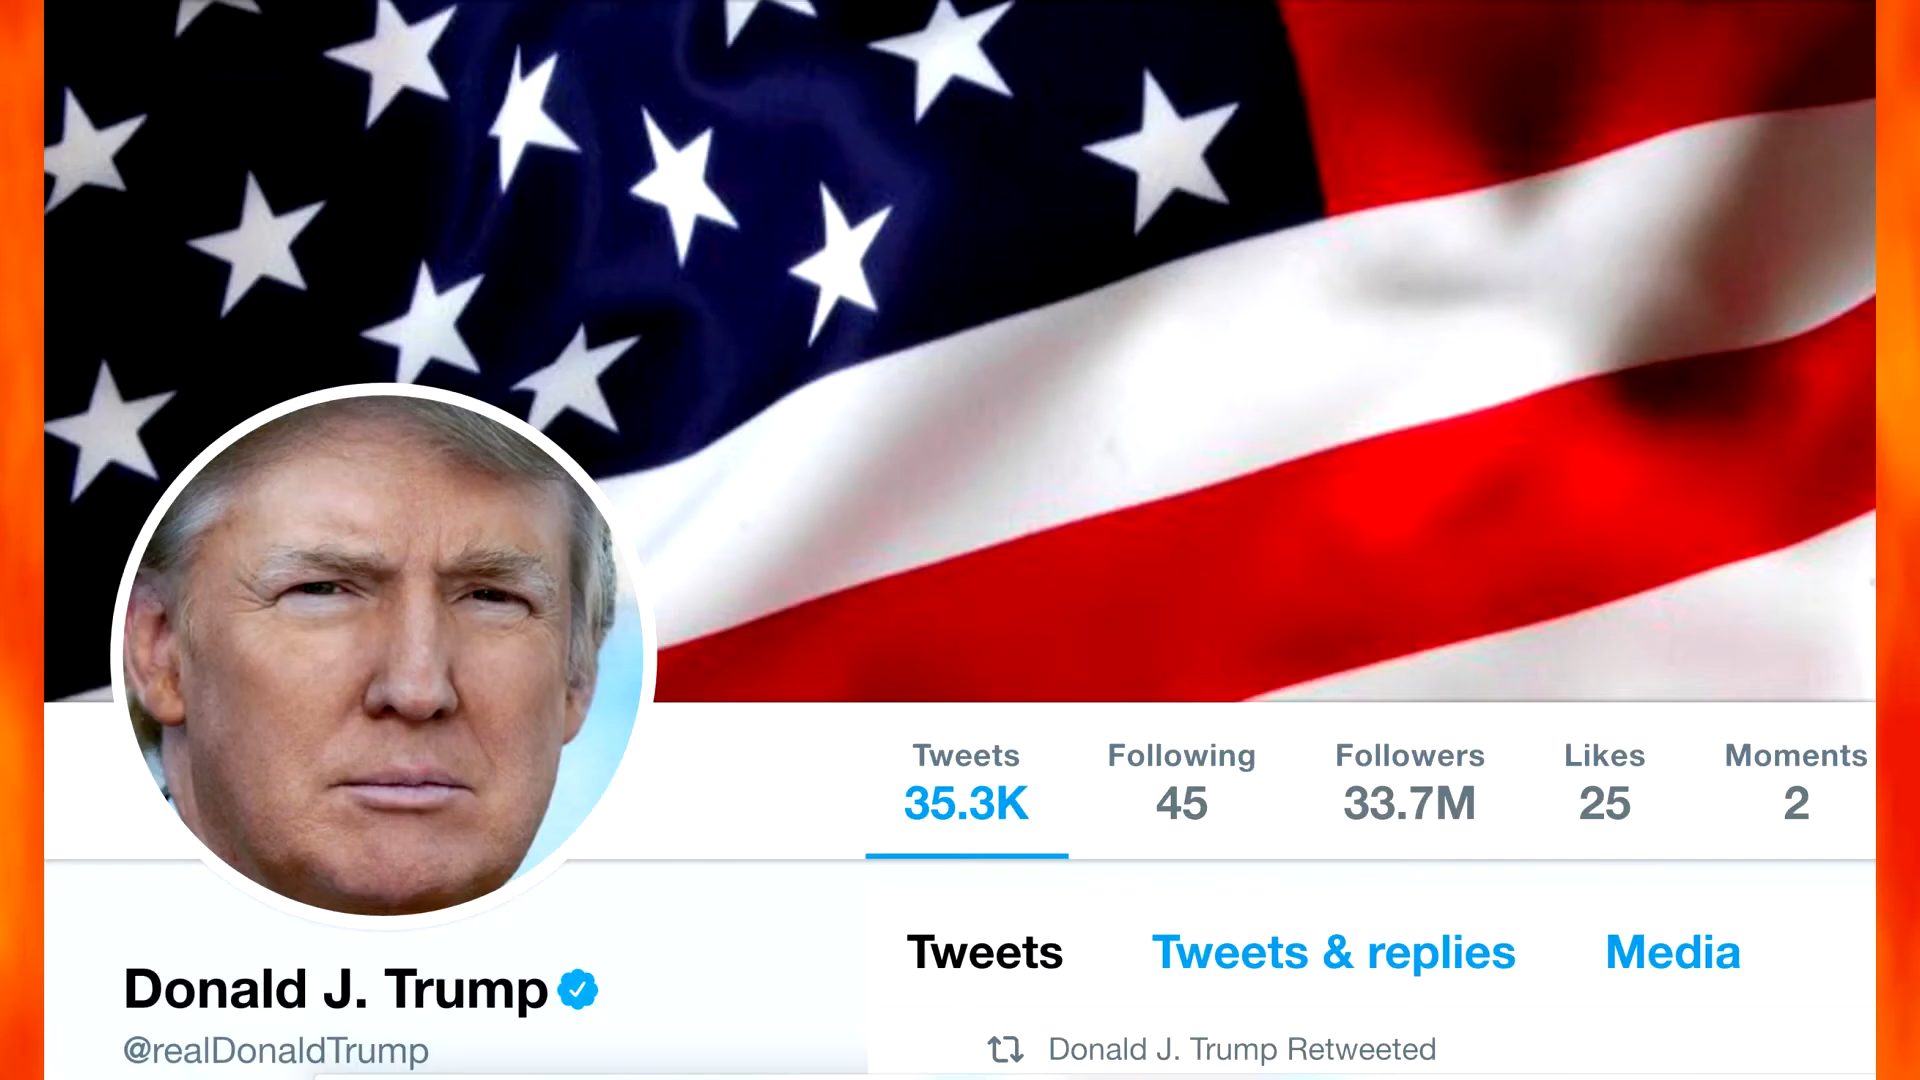 Tweets Following Followers Likes Moments
35.3K 45 33.7M 25 2
Tweets Tweets & replies Media
Donald J. Trump
@realDonaldTrump
Donald J. Trump Retweeted